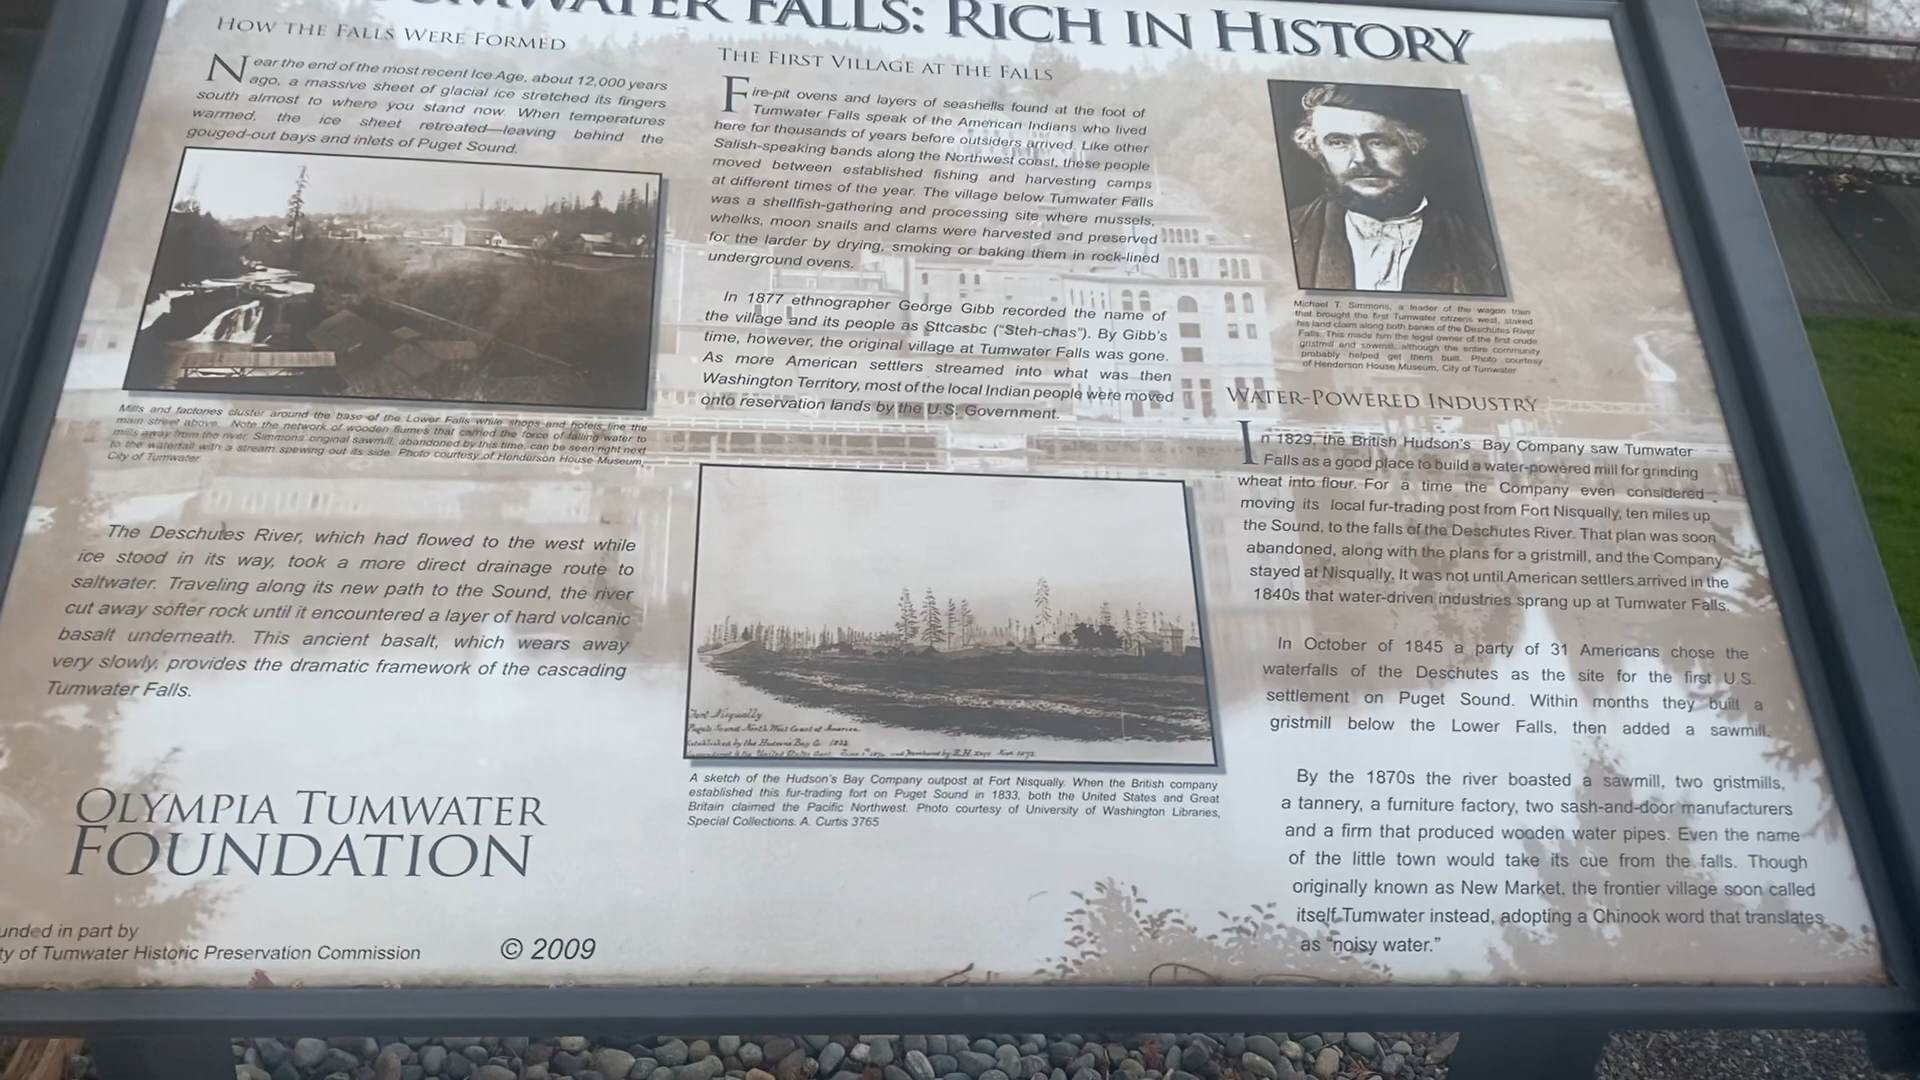 TUMWATER FALLS: RICH IN HISTORY
HOW THE FALLS WERE FORMED
Near the end of the most recent Ice Age, about 12,000 years
ago, a massive sheet of glacial ice stretched its fingers
south almost to where you stand now. When temperatures
warmed, the ice sheet retreated—leaving behind the
gouged-out bays and inlets of Puget Sound.
Mills and factories cluster around the base of the Lower Falls while shops and hotels line the
main street above. Note the network of wooden flumes that carried the force of falling water to
mills away from the river. Simmons' original sawmill, abandoned by this time, can be seen right next
to the waterfall with a stream spewing out its side. Photo courtesy of Henderson House Museum,
City of Tumwater
The Deschutes River, which had flowed to the west while
ice stood in its way, took a more direct drainage route to
saltwater. Traveling along its new path to the Sound, the river
cut away softer rock until it encountered a layer of hard volcanic
basalt underneath. This ancient basalt, which wears away
very slowly, provides the dramatic framework of the cascading
Tumwater Falls.
OLYMPIA TUMWATER
FOUNDATION
unded in part by
ty of Tumwater Historic Preservation Commission
© 2009
THE FIRST VILLAGE AT THE FALLS
Fire-pit ovens and layers of seashells found at the foot of
Tumwater Falls speak of the American Indians who lived
here for thousands of years before outsiders arrived. Like other
Salish-speaking bands along the Northwest coast, these people
moved between established fishing and harvesting camps
at different times of the year. The village below Tumwater Falls
was a shellfish-gathering and processing site where mussels,
whelks, moon snails and clams were harvested and preserved
for the larder by drying, smoking or baking them in rock-lined
underground ovens.
In 1877 ethnographer George Gibb recorded the name of
the village and its people as Sttcasbc ("Steh-chas"). By Gibb's
time, however, the original village at Tumwater Falls was gone.
As more American settlers streamed into what was then
Washington Territory, most of the local Indian people were moved
onto reservation lands by the U.S. Government.
Fort Nisqually
Pugets Sound North West Coast of America
Established by the Hudsons Bay Co. 1833
A sketch of the Hudson's Bay Company outpost at Fort Nisqually. When the British company
established this fur-trading fort on Puget Sound in 1833, both the United States and Great
Britain claimed the Pacific Northwest. Photo courtesy of University of Washington Libraries,
Special Collections. A. Curtis 3765
Michael T. Simmons, a leader of the wagon train
that brought the first Tumwater citizens west, staked
his land claim along both banks of the Deschutes River
Falls. This made him the legal owner of the first crude
gristmill and sawmill, although the entire community
probably helped get them built. Photo courtesy
of Henderson House Museum, City of Tumwater
WATER-POWERED INDUSTRY
In 1829, the British Hudson's Bay Company saw Tumwater
Falls as a good place to build a water-powered mill for grinding
wheat into flour. For a time the Company even considered
moving its local fur-trading post from Fort Nisqually, ten miles up
the Sound, to the falls of the Deschutes River. That plan was soon
abandoned, along with the plans for a gristmill, and the Company
stayed at Nisqually. It was not until American settlers arrived in the
1840s that water-driven industries sprang up at Tumwater Falls.
In October of 1845 a party of 31 Americans chose the
waterfalls of the Deschutes as the site for the first U.S.
settlement on Puget Sound. Within months they built a
gristmill below the Lower Falls, then added a sawmill.
By the 1870s the river boasted a sawmill, two gristmills,
a tannery, a furniture factory, two sash-and-door manufacturers
and a firm that produced wooden water pipes. Even the name
of the little town would take its cue from the falls. Though
originally known as New Market, the frontier village soon called
itself Tumwater instead, adopting a Chinook word that translates
as "noisy water."